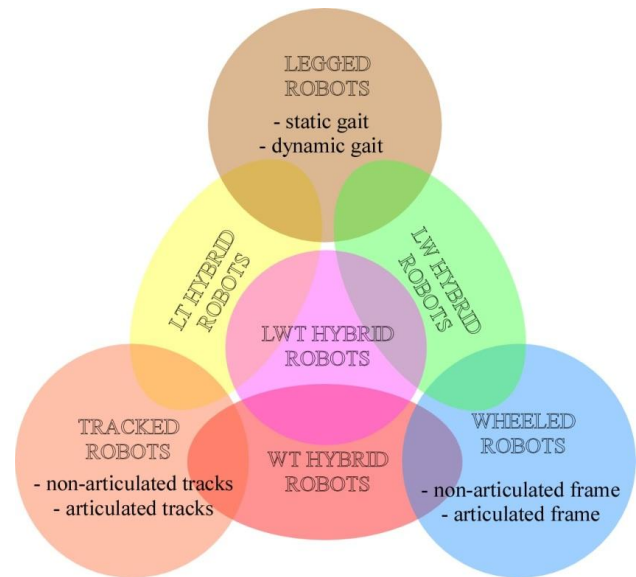 LEGGED
ROBOTS
- static gait
- dynamic gait
LT HYBRID
ROBOTS
LW HYBRID
ROBOTS
LWT HYBRID
ROBOTS
TRACKED
ROBOTS
- non-articulated tracks
- articulated tracks
WT HYBRID
ROBOTS
WHEELED
ROBOTS
- non-articulated frame
- articulated frame